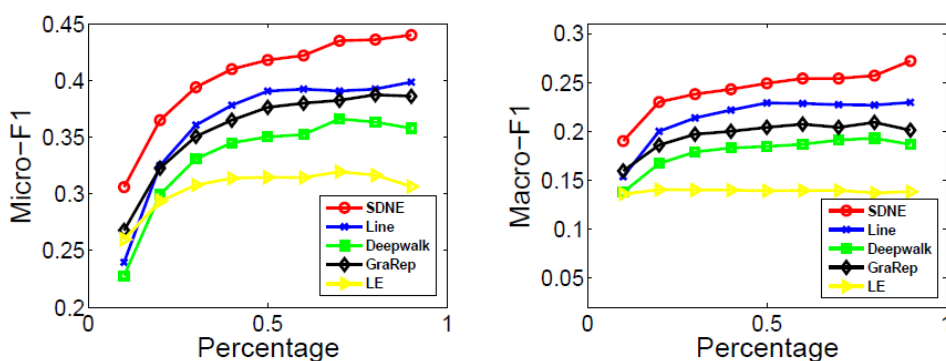 0.45
0.4
0.35
0.3
0.25
0.2
0
0.5
1
Micro-F1
Percentage
SDNE
Line
Deepwalk
GraRep
LE
0.3
0.25
0.2
0.15
0.1
0.05
0
0.5
1
Macro-F1
Percentage
SDNE
Line
Deepwalk
GraRep
LE